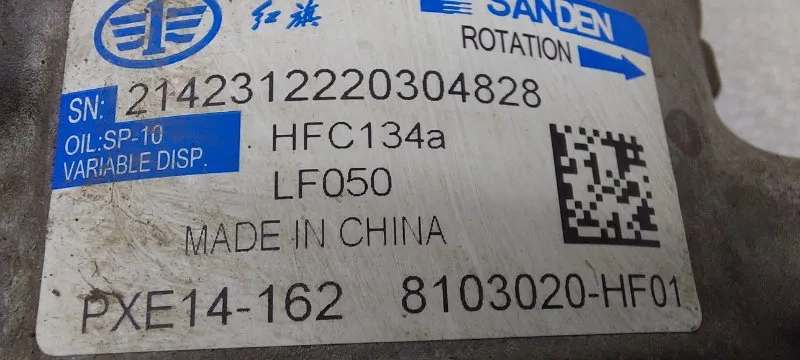 1 红旗 SANDEN
ROTATION
SN: 2142312220304828
OIL:SP-10 HFC134a
VARIABLE DISP.
LF050
MADE IN CHINA
PXE14-162 8103020-HF01